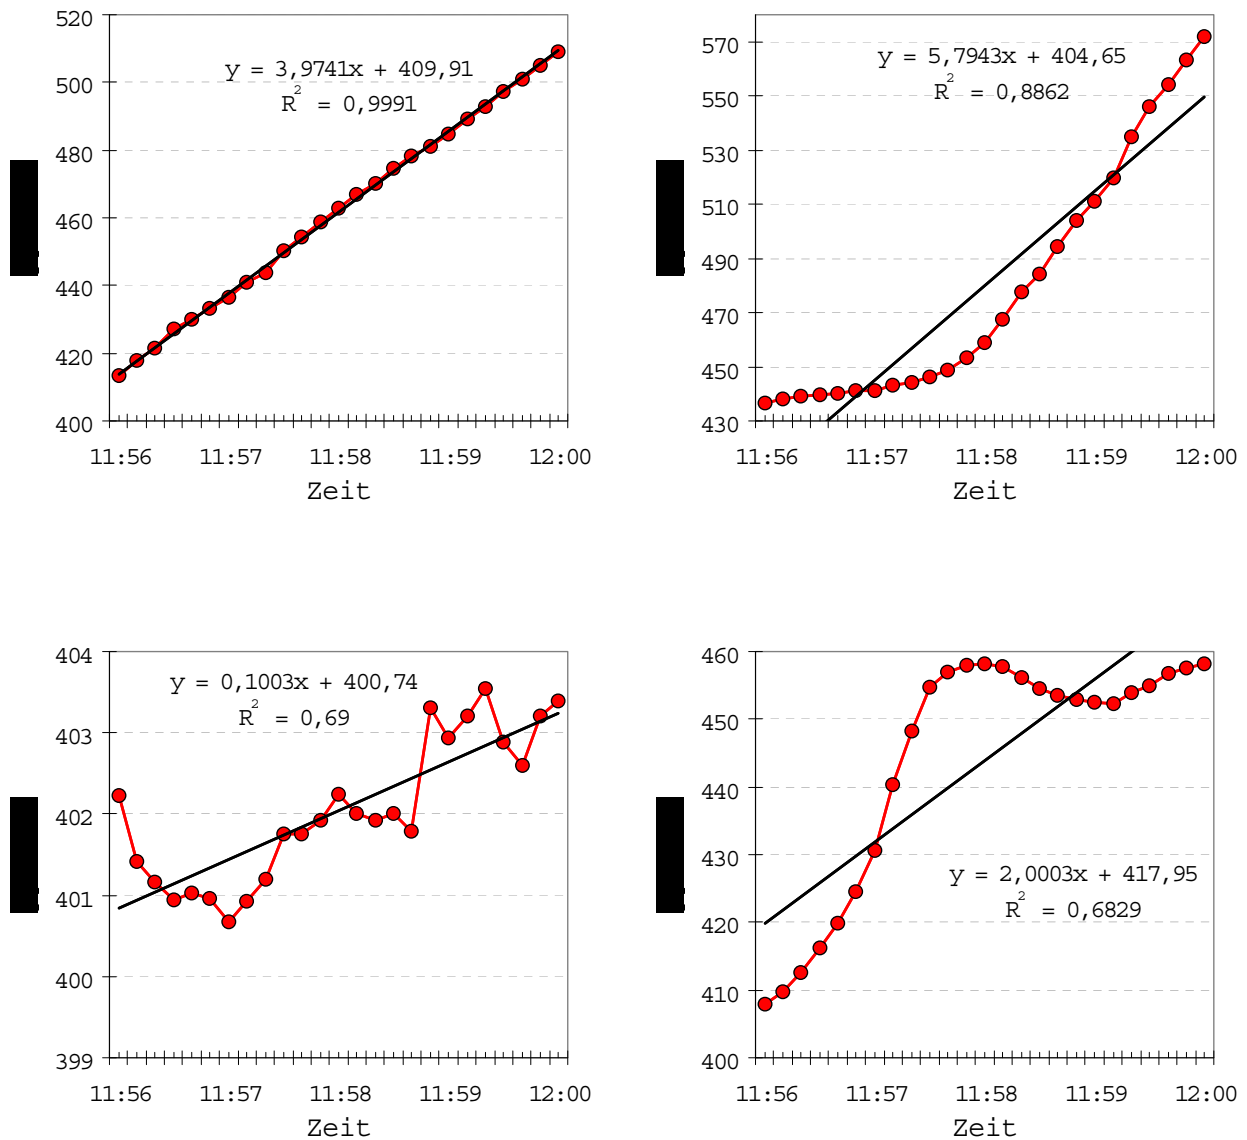 520
500
480
460
440
420
400
y = 3,9741x + 409,91
R² = 0,9991
11:56 11:57 11:58 11:59 12:00
Zeit
570
550
530
510
490
470
450
430
y = 5,7943x + 404,65
R² = 0,8862
11:56 11:57 11:58 11:59 12:00
Zeit
404
403
402
401
400
399
y = 0,1003x + 400,74
R² = 0,69
11:56 11:57 11:58 11:59 12:00
Zeit
460
450
440
430
420
410
400
y = 2,0003x + 417,95
R² = 0,6829
11:56 11:57 11:58 11:59 12:00
Zeit